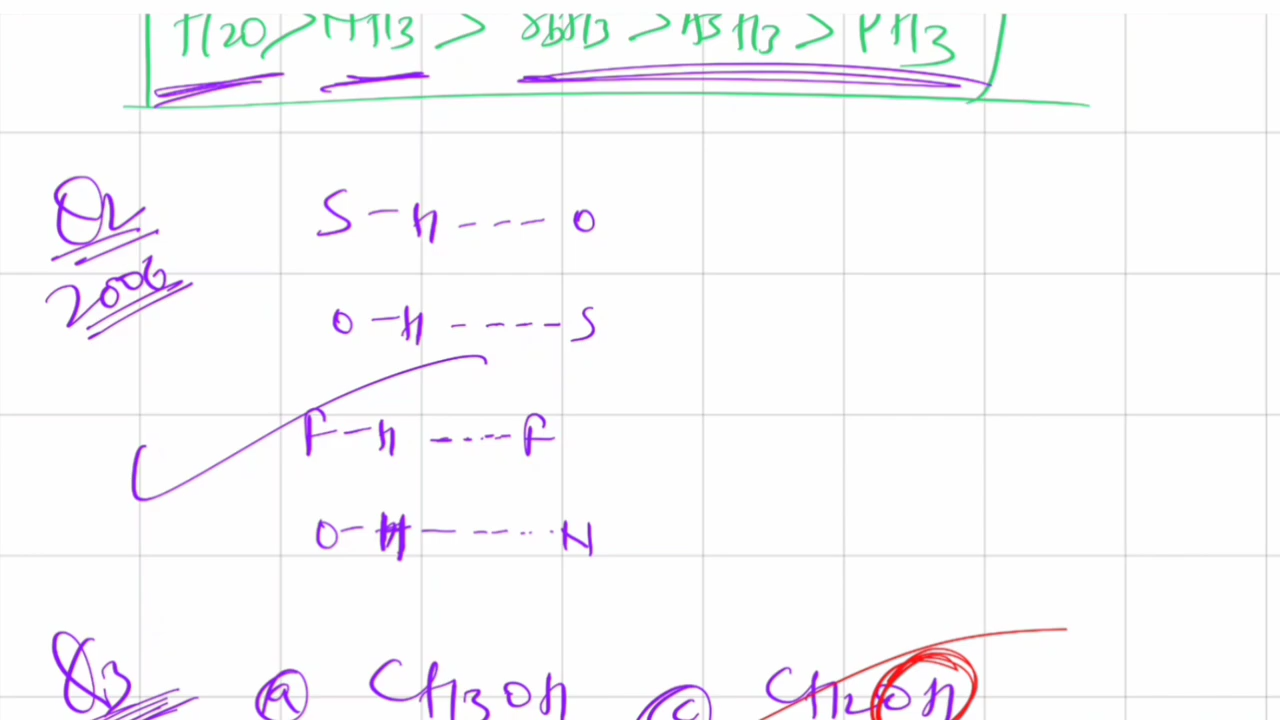 H2O > NH3 > SbH3 > AsH3 > PH3
Q2 S-H ---- O
2006
O-H ---- S
F-H ---- F
O-H ---- N
Q3 (a) CH3OH (c) CH2OH